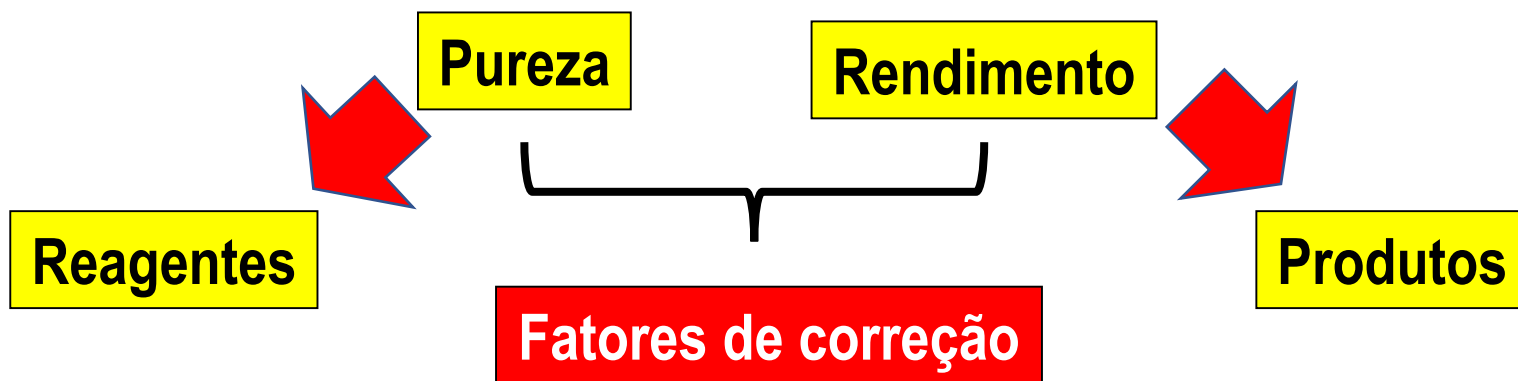 Pureza
Rendimento
Reagentes
Produtos
Fatores de correção